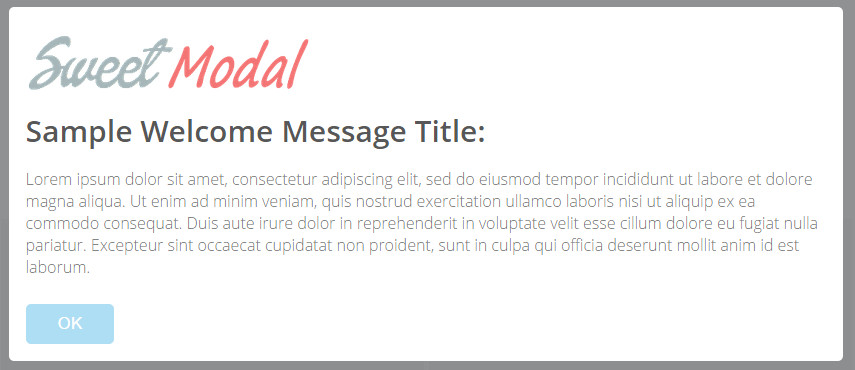 Sweet Modal
Sample Welcome Message Title:
Lorem ipsum dolor sit amet, consectetur adipiscing elit, sed do eiusmod tempor incididunt ut labore et dolore
magna aliqua. Ut enim ad minim veniam, quis nostrud exercitation ullamco laboris nisi ut aliquip ex ea
commodo consequat. Duis aute irure dolor in reprehenderit in voluptate velit esse cillum dolore eu fugiat nulla
pariatur. Excepteur sint occaecat cupidatat non proident, sunt in culpa qui officia deserunt mollit anim id est
laborum.
OK